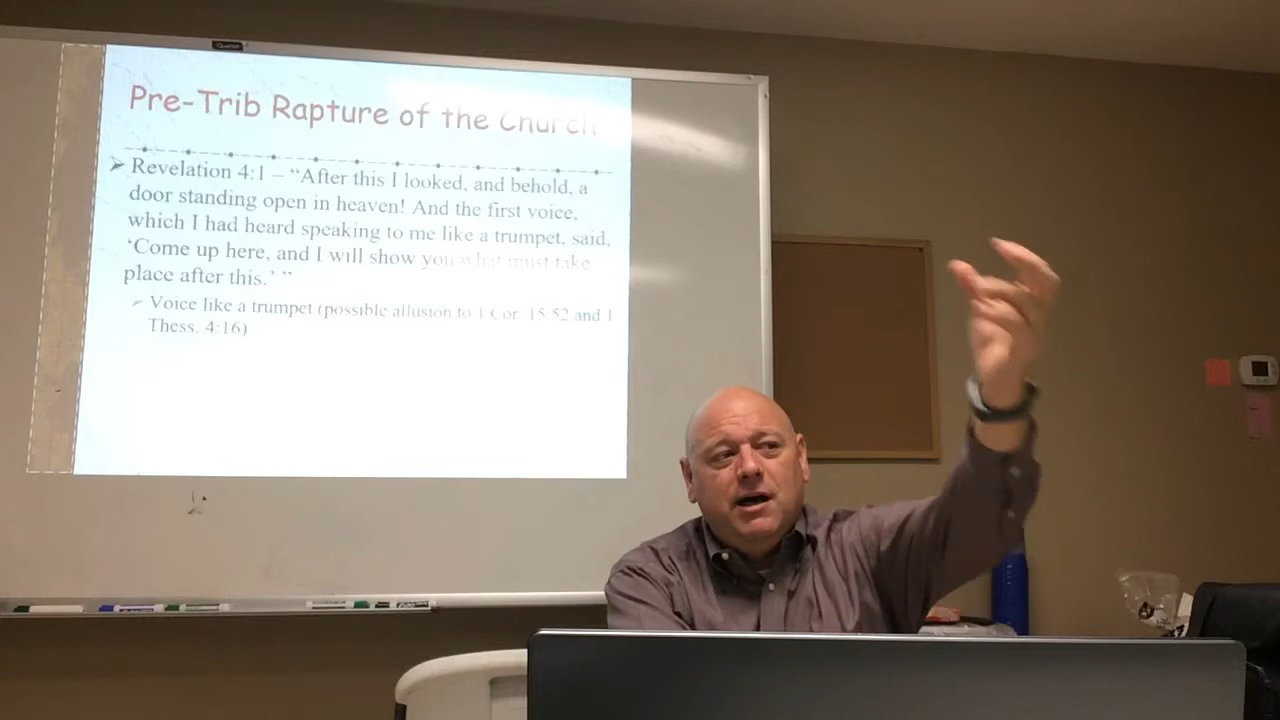 Quartet
Pre-Trib Rapture of the Church
➢ Revelation 4:1 – “After this I looked, and behold, a
door standing open in heaven! And the first voice,
which I had heard speaking to me like a trumpet, said,
‘Come up here, and I will show you what must take
place after this.’ ”
➢ Voice like a trumpet (possible allusion to 1 Cor. 15:52 and 1
Thess. 4:16)